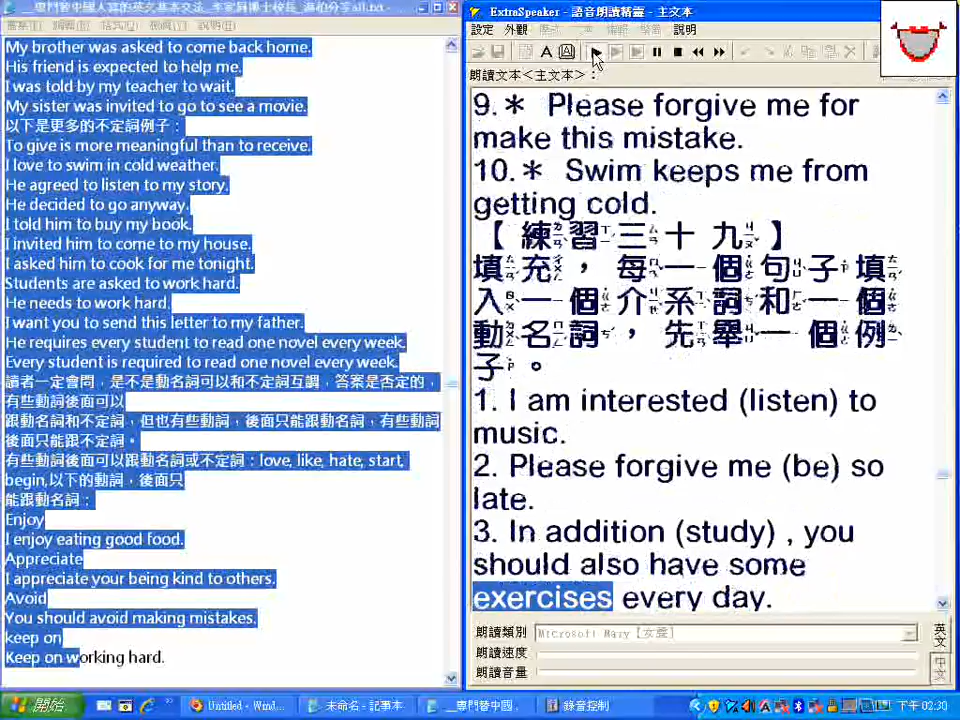 My brother was asked to come back home.
His friend is expected to help me.
I was told by my teacher to wait.
My sister was invited to go to see a movie.
以下是更多的不定詞例子：
To give is more meaningful than to receive.
I love to swim in cold weather.
He agreed to listen to my story.
He decided to go anyway.
I told him to buy my book.
I invited him to come to my house.
I asked him to cook for me tonight.
Students are asked to work hard.
He needs to work hard.
I want you to send this letter to my father.
He requires every student to read one novel every week.
Every student is required to read one novel every week.
讀者一定會問，是不是動名詞可以和不定詞互調，答案是否定的，
有些動詞後面可以
跟動名詞和不定詞，但也有些動詞，後面只能跟動名詞，有些動詞
後面只能跟不定詞。
有些動詞後面可以跟動名詞或不定詞：love, like, hate, start,
begin,以下的動詞，後面只
能跟動名詞：
Enjoy
I enjoy eating good food.
Appreciate
I appreciate your being kind to others.
Avoid
You should avoid making mistakes.
keep on
Keep on working hard.
ExtraSpeaker - 語音朗讀精靈 - 主文本
設定 外觀 說明
朗讀文本<主文本>：
9.＊ Please forgive me for
make this mistake.
10.＊ Swim keeps me from
getting cold.
【練習三十九】
填充，每一個句子填
入一個介系詞和一個
動名詞，先舉一個例
子。
1. I am interested (listen) to
music.
2. Please forgive me (be) so
late.
3. In addition (study) , you
should also have some
exercises every day.
朗讀類別 Microsoft Mary【女聲】
朗讀速度
朗讀音量
英文
中文
開始 Untitled - Wind... 未命名 - 記事本 __專門替中國... 錄音控制 下午 02:30